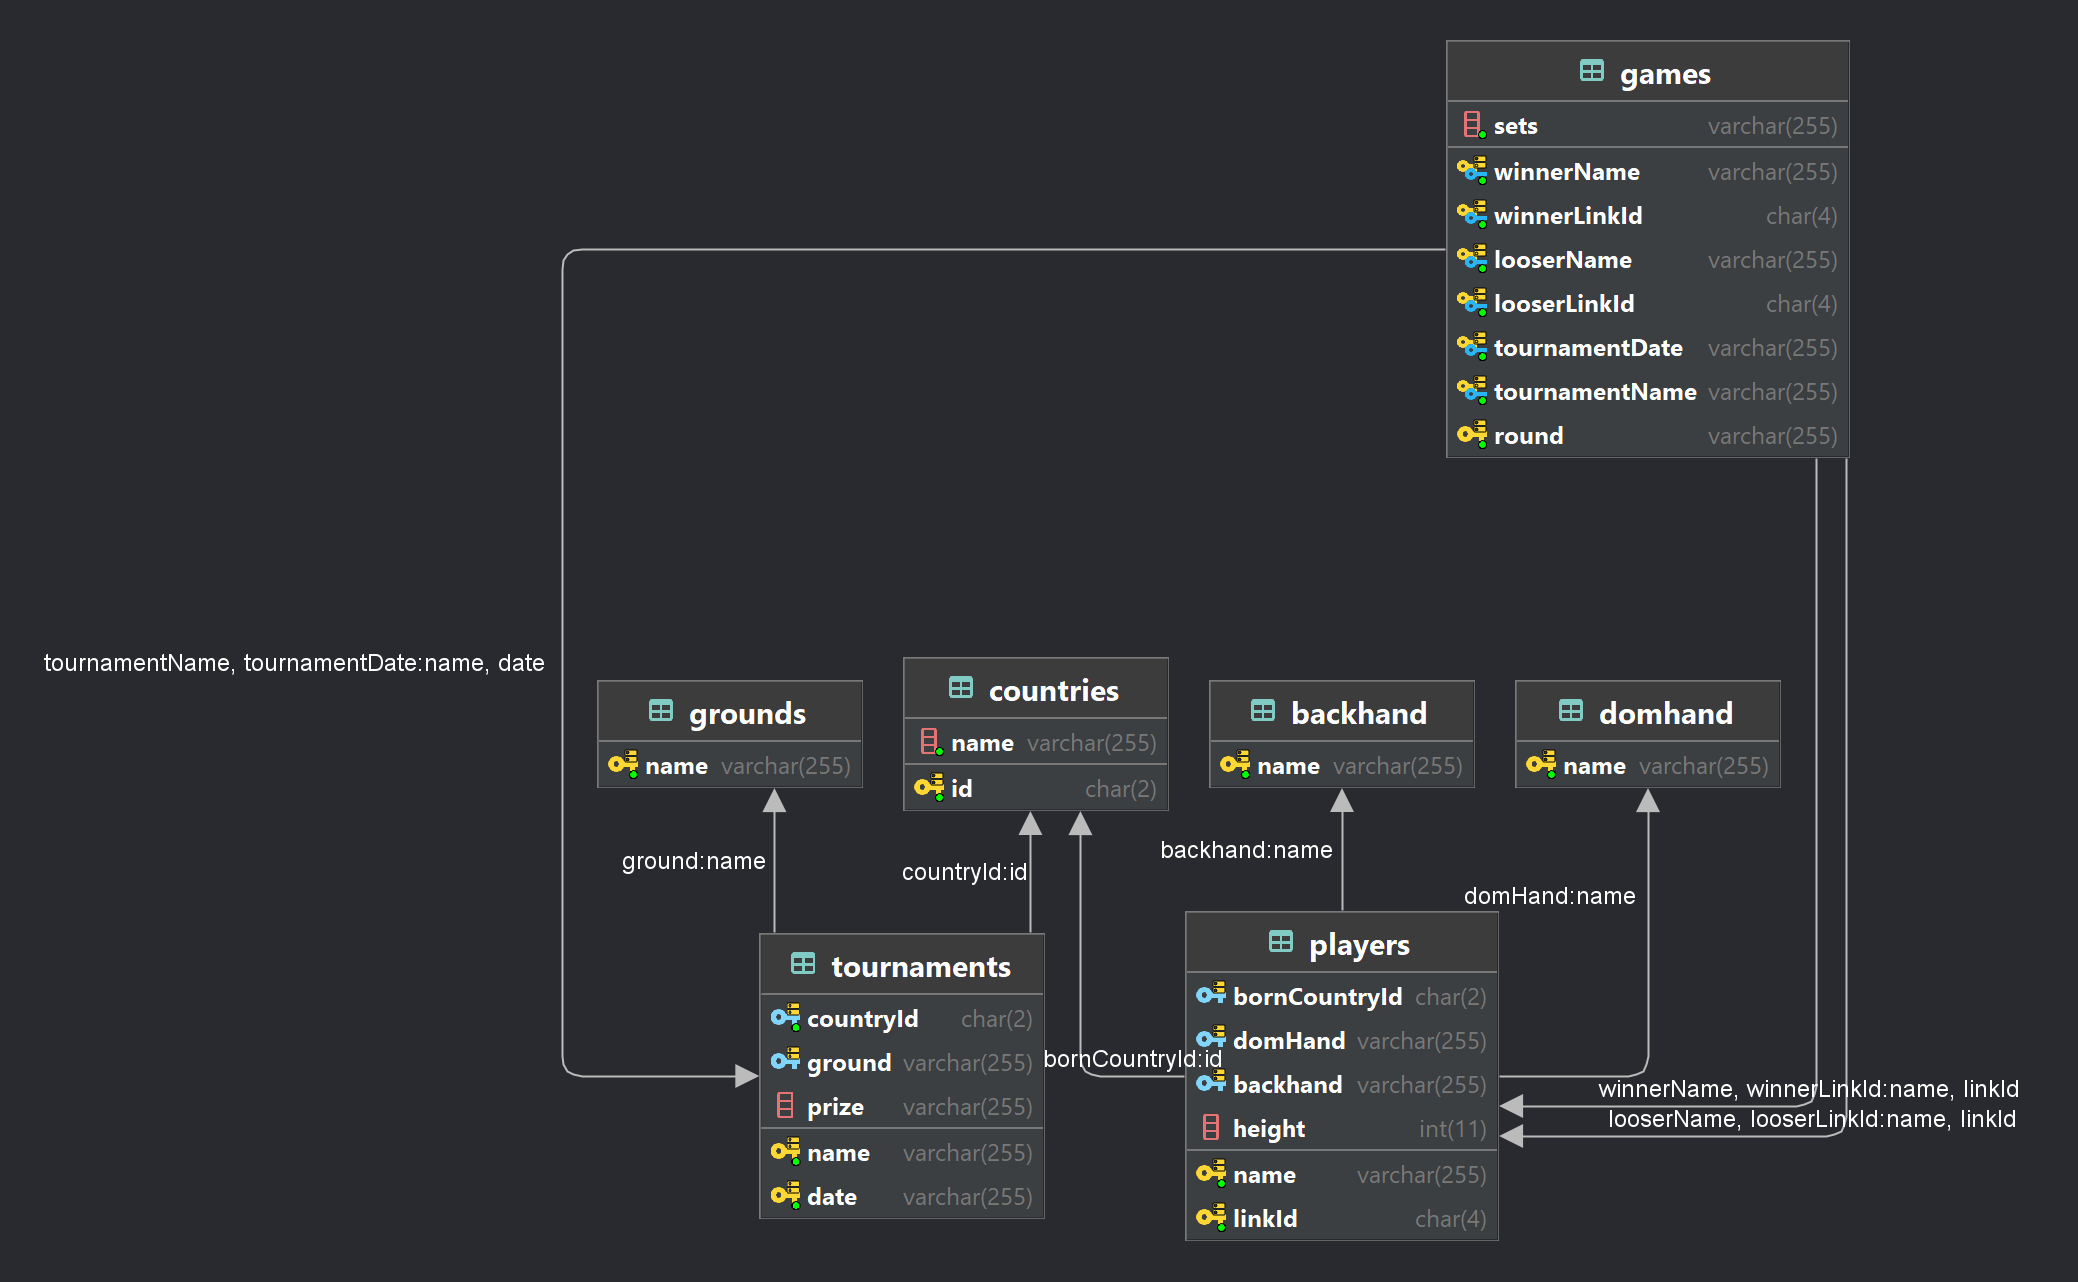 games
sets varchar(255)
winnerName varchar(255)
winnerLinkId char(4)
looserName varchar(255)
looserLinkId char(4)
tournamentDate varchar(255)
tournamentName varchar(255)
round varchar(255)
tournamentName, tournamentDate:name, date
grounds
name varchar(255)
countries
name varchar(255)
id char(2)
backhand
name varchar(255)
domhand
name varchar(255)
ground:name
countryId:id
backhand:name
domHand:name
tournaments
countryId char(2)
ground varchar(255)
prize varchar(255)
name varchar(255)
date varchar(255)
bornCountryId:id
players
bornCountryId char(2)
domHand varchar(255)
backhand varchar(255)
height int(11)
name varchar(255)
linkId char(4)
winnerName, winnerLinkId:name, linkId
looserName, looserLinkId:name, linkId